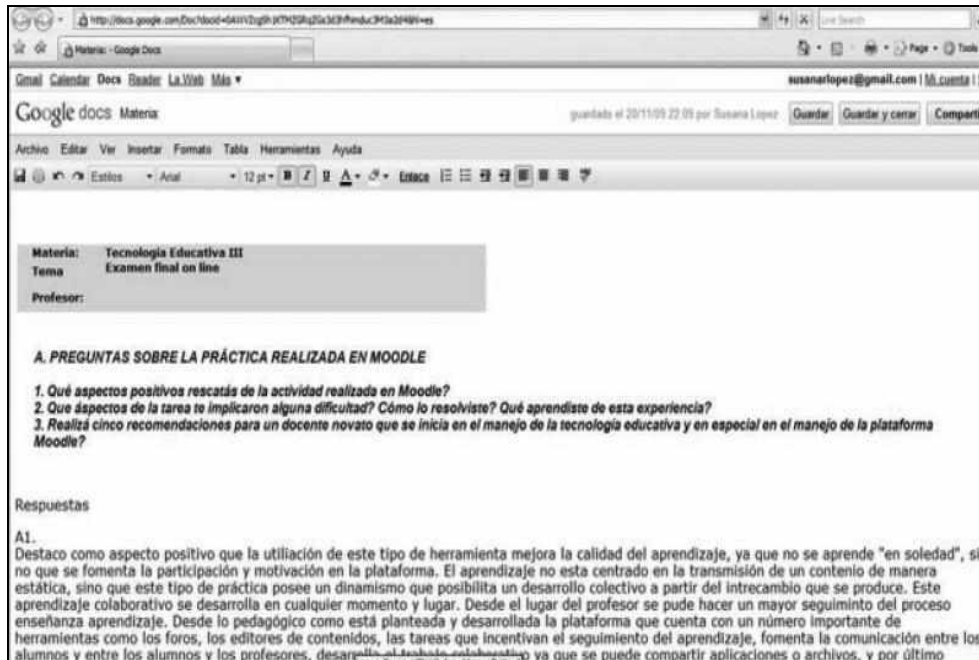 Materia: - Google Docs
Page
Gmail Calendar Docs Reader La Web Más ▼
susanarlopez@gmail.com | Mi cuenta |
Google docs Materia:
guardado el 20/11/09 22:05 por Susana Lopez Guardar Guardar y cerrar Comparti
Archivo Editar Ver Insertar Formato Tabla Herramientas Ayuda
Estilos Arial 12 pt B I U A Enlace
Materia: Tecnologia Educativa III
Tema Examen final on line
Profesor:
A. PREGUNTAS SOBRE LA PRÁCTICA REALIZADA EN MOODLE
1. Qué aspectos positivos rescatás de la actividad realizada en Moodle?
2. Que áspectos de la tarea te implicaron alguna dificultad? Cómo lo resolviste? Qué aprendiste de esta experiencia?
3. Realizá cinco recomendaciones para un docente novato que se inicia en el manejo de la tecnología educativa y en especial en el manejo de la plataforma
Moodle?
Respuestas
A1.
Destaco como aspecto positivo que la utiliación de este tipo de herramienta mejora la calidad del aprendizaje, ya que no se aprende "en soledad", si
no que se fomenta la participación y motivación en la plataforma. El aprendizaje no esta centrado en la transmisión de un contenio de manera
estática, sino que este tipo de práctica posee un dinamismo que posibilita un desarrollo colectivo a partir del intrecambio que se produce. Este
aprendizaje colaborativo se desarrolla en cualquier momento y lugar. Desde el lugar del profesor se pude hacer un mayor seguiminto del proceso
enseñanza aprendizaje. Desde lo pedagógico como está planteada y desarrollada la plataforma que cuenta con un número importante de
herramientas como los foros, los editores de contenidos, las tareas que incentivan el seguimiento del aprendizaje, fomenta la comunicación entre los
alumnos y entre los alumnos y los profesores, desarrolla el trabajo colaborativo ya que se puede compartir aplicaciones o archivos, y por último